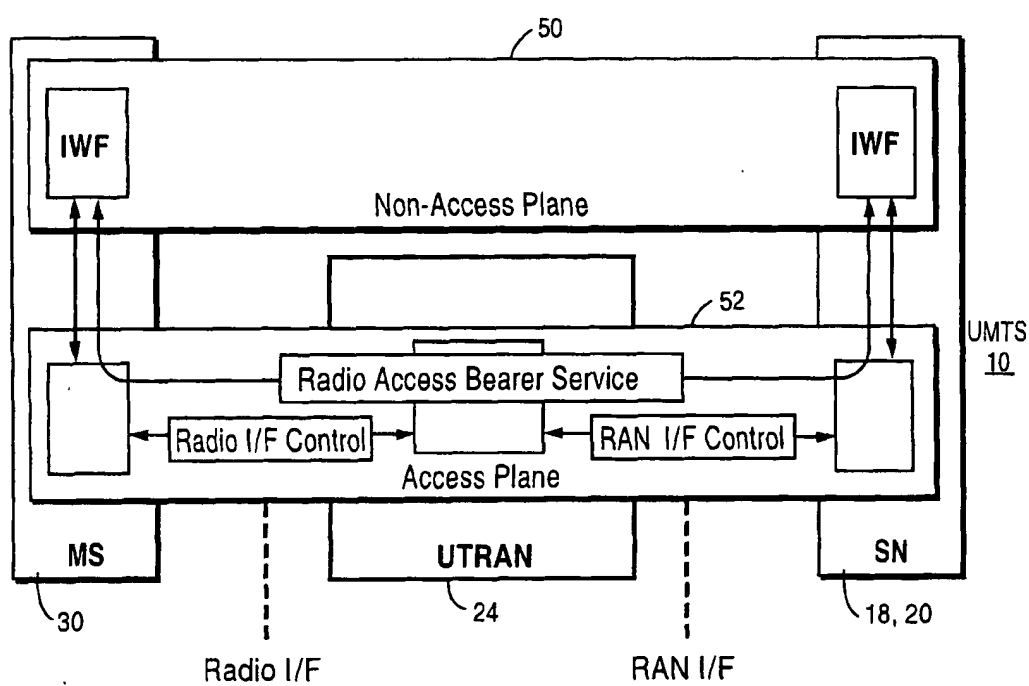 50
IWF
IWF
Non-Access Plane
52
UMTS
10
Radio Access Bearer Service
Radio I/F Control
RAN I/F Control
Access Plane
MS
UTRAN
SN
30
24
18, 20
Radio I/F
RAN I/F